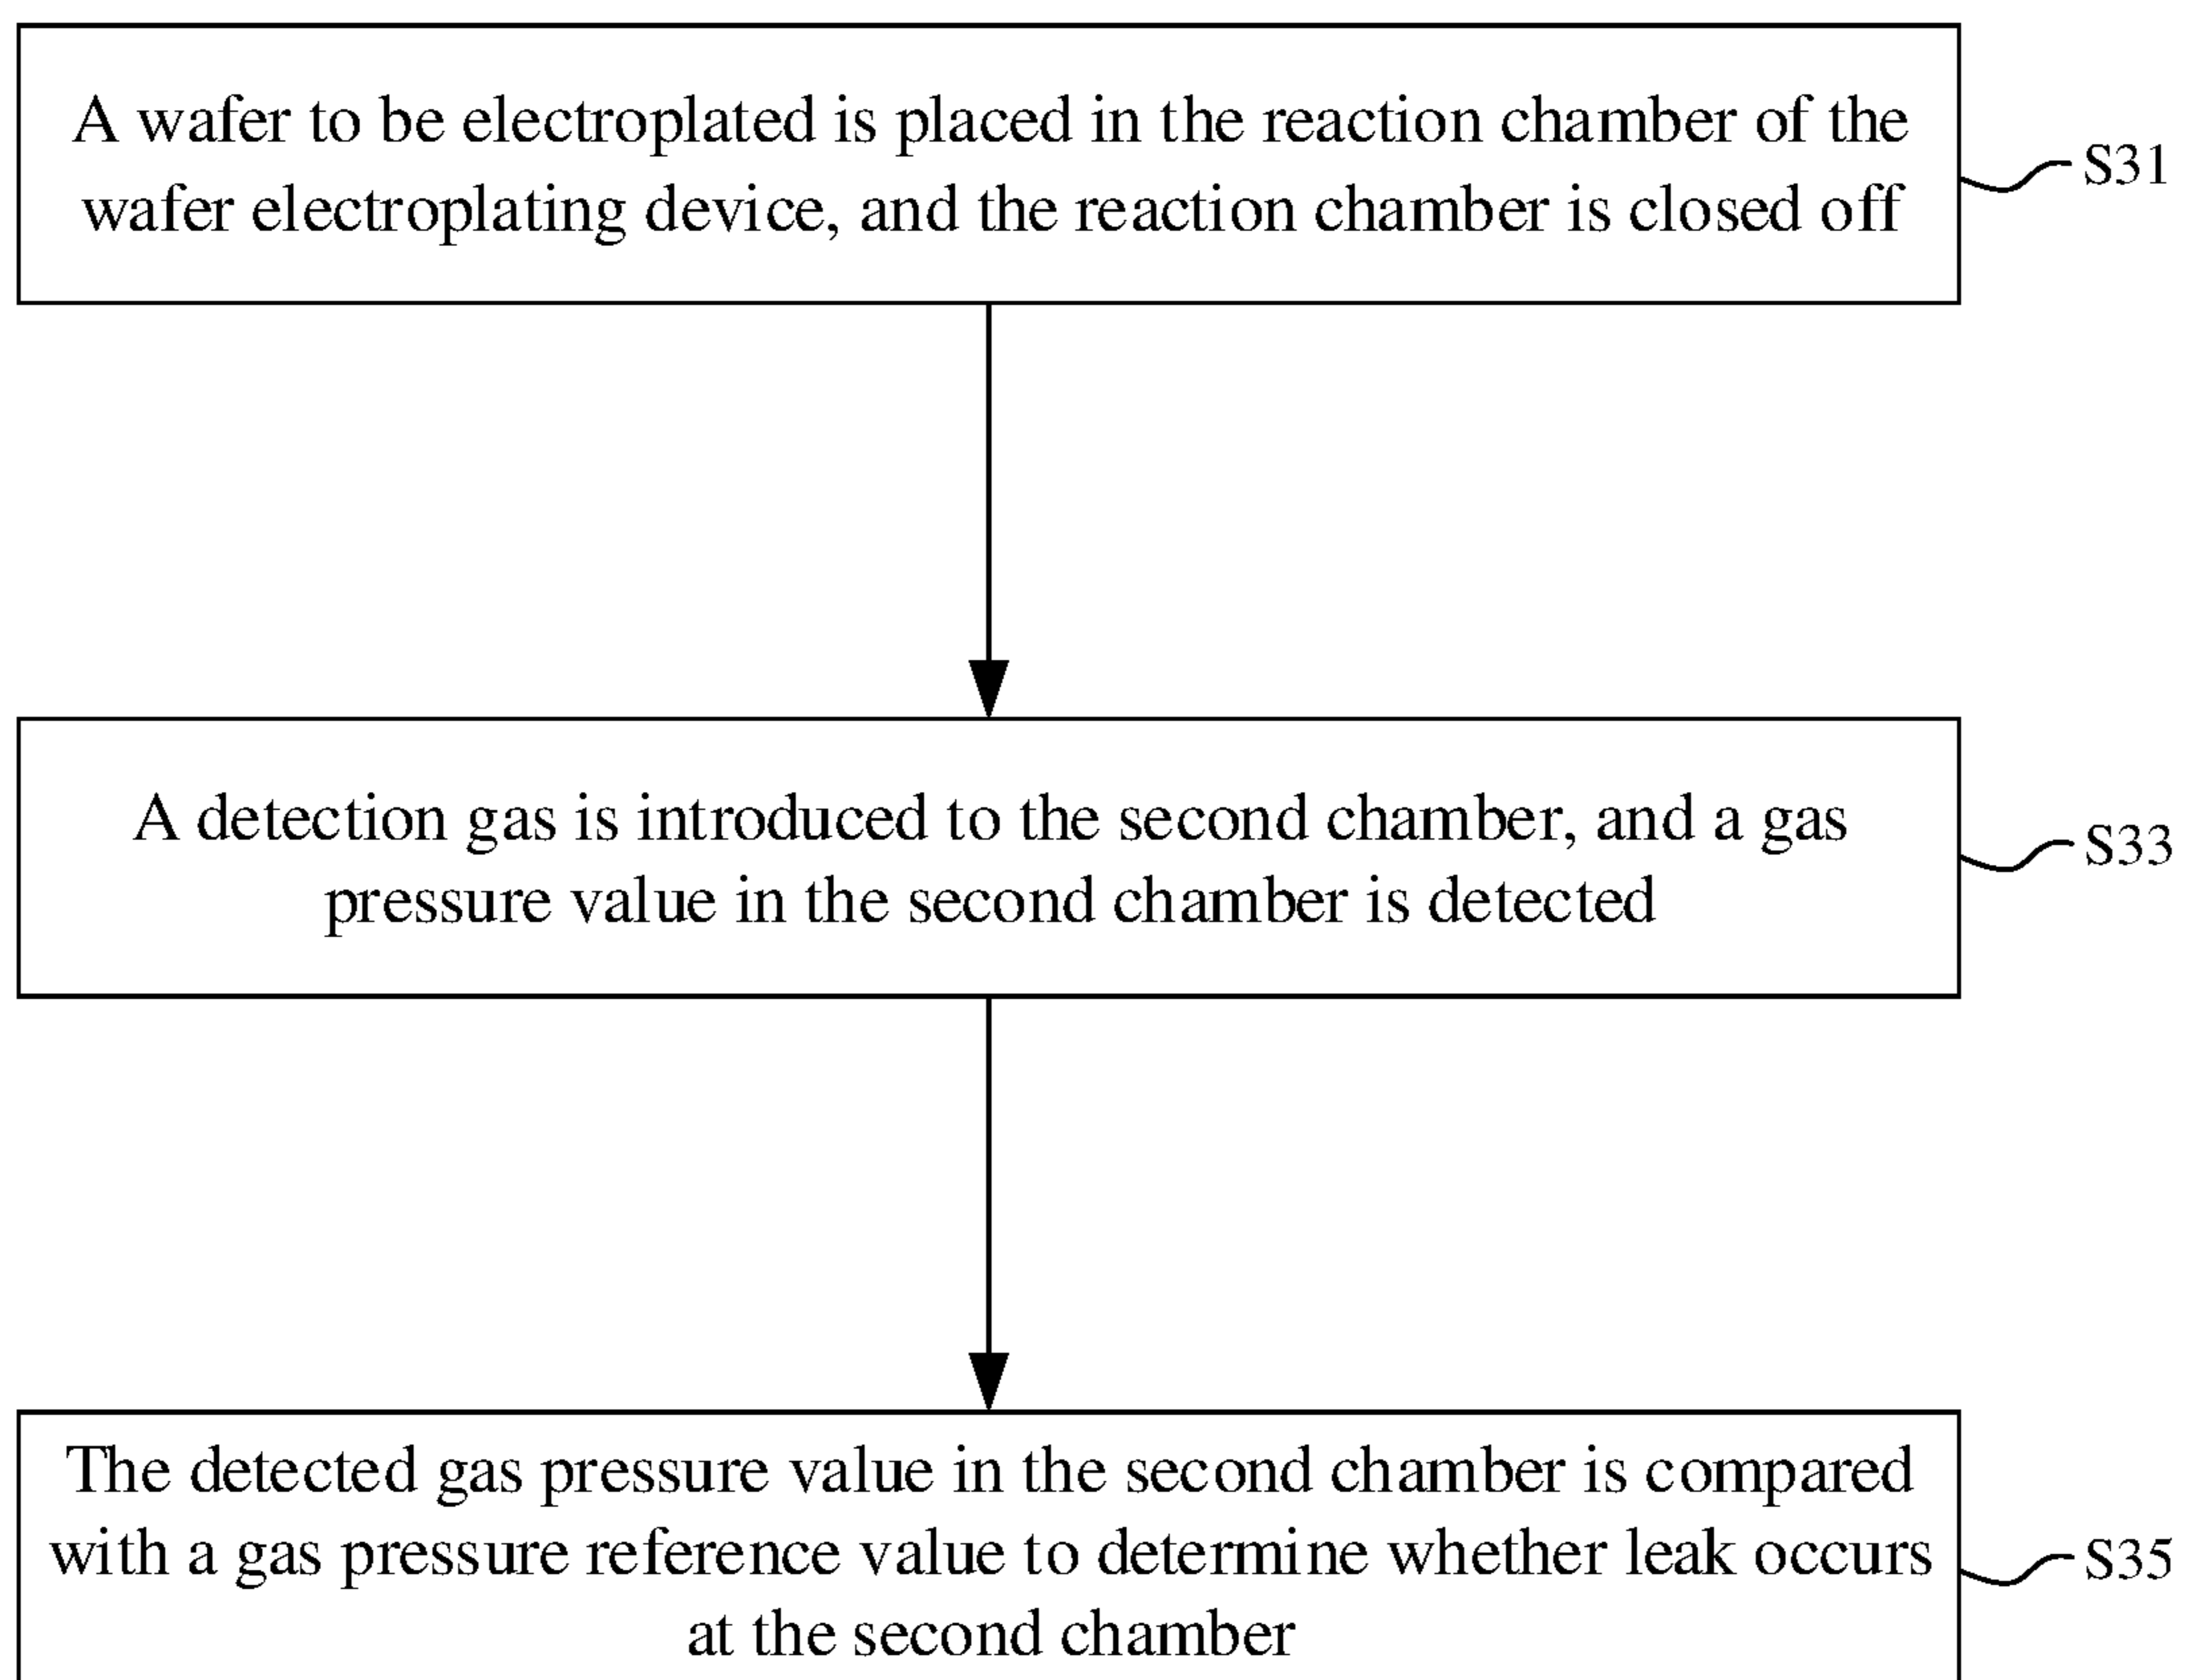 A wafer to be electroplated is placed in the reaction chamber of the
wafer electroplating device, and the reaction chamber is closed off
S31
A detection gas is introduced to the second chamber, and a gas
pressure value in the second chamber is detected
S33
The detected gas pressure value in the second chamber is compared
with a gas pressure reference value to determine whether leak occurs
at the second chamber
S35